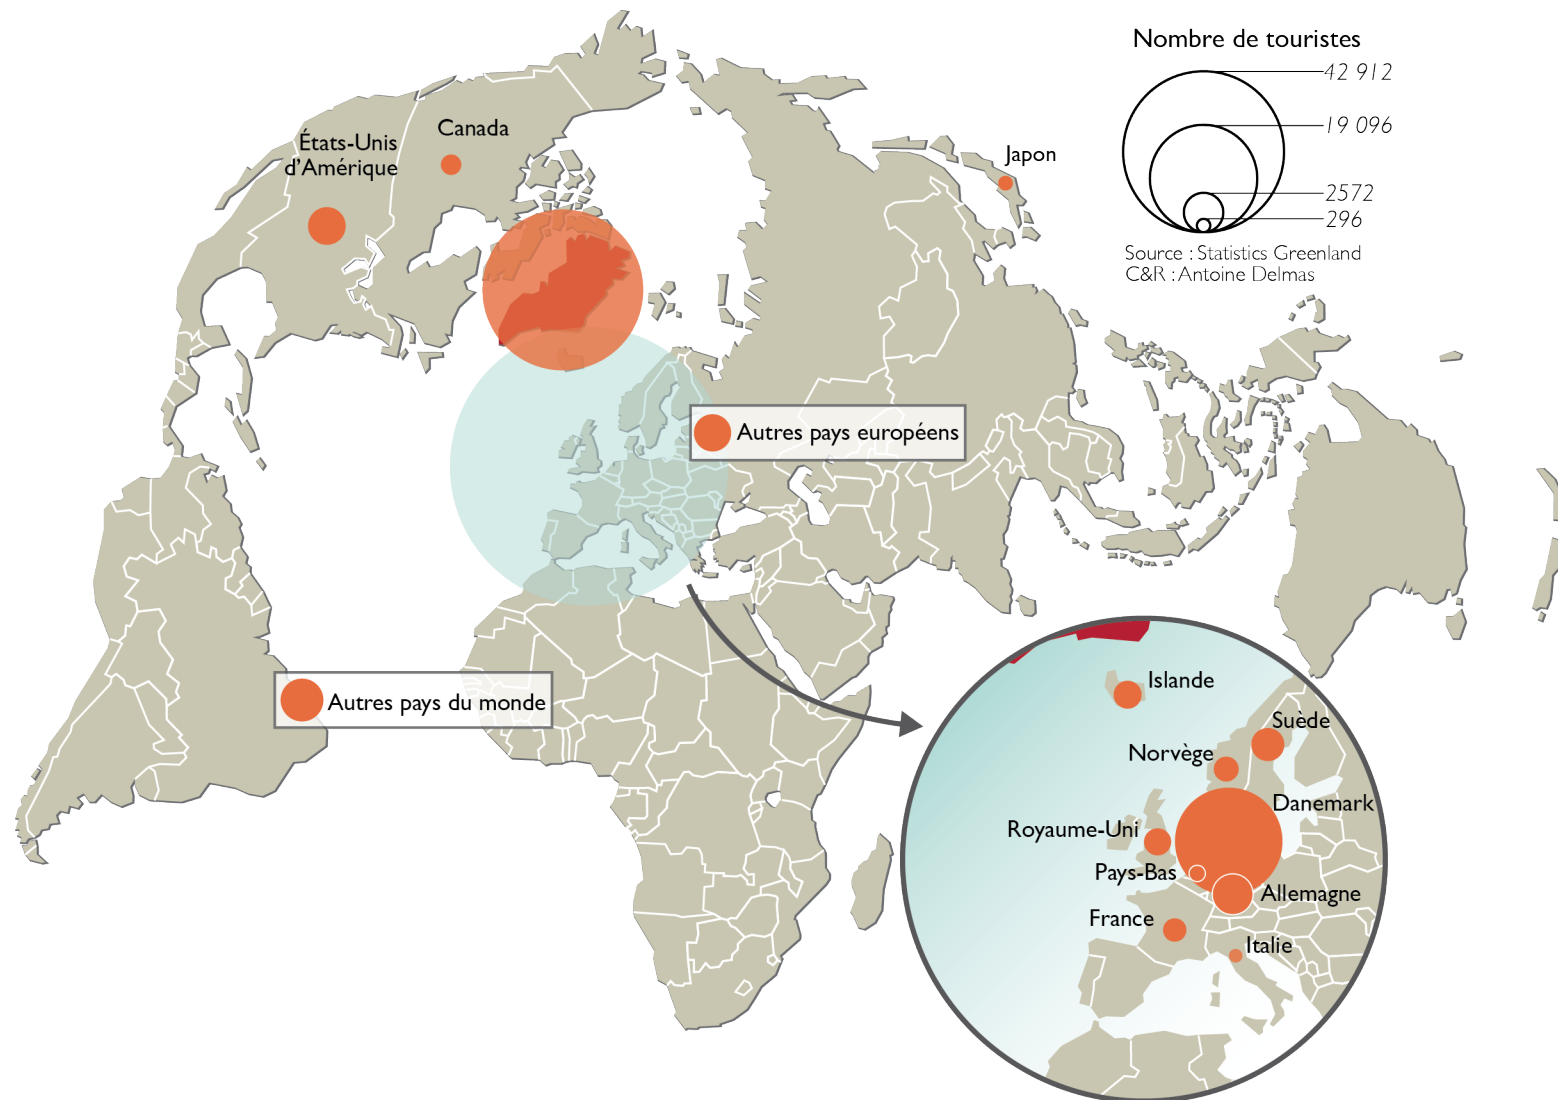 Nombre de touristes
42 912
19 096
2572
296
Source : Statistics Greenland
C&R : Antoine Delmas
Canada
États-Unis
d'Amérique
Japon
Autres pays européens
Autres pays du monde
Islande
Suède
Norvège
Danemark
Royaume-Uni
Pays-Bas
Allemagne
France
Italie